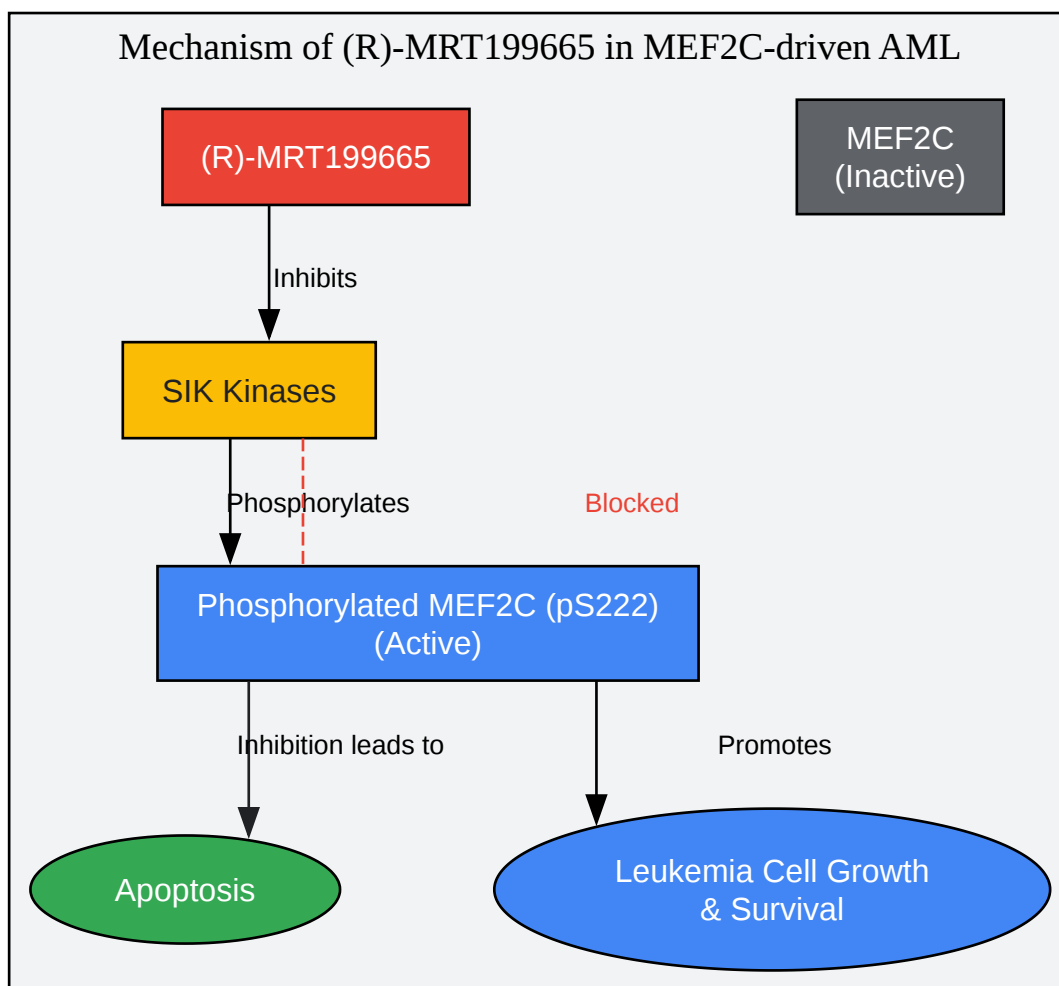 Mechanism of (R)-MRT199665 in MEF2C-driven AML
(R)-MRT199665
MEF2C
(Inactive)
Inhibits
SIK Kinases
Phosphorylates
Blocked
Phosphorylated MEF2C (pS222)
(Active)
Inhibition leads to
Promotes
Apoptosis
Leukemia Cell Growth
& Survival